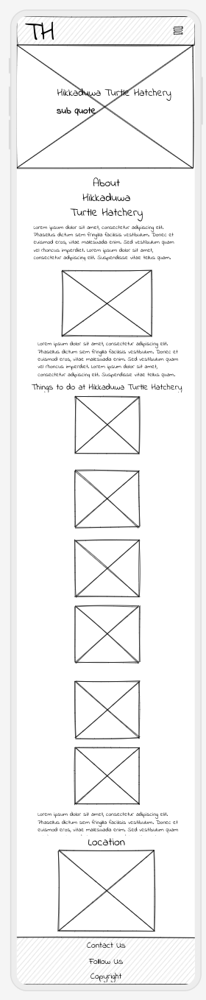 TH
Hikkaduwa Turtle Hatchery
sub quote
About
Hikkaduwa
Turtle Hatchery
Lorem ipsum dolor sit amet, consectetur adipiscing elit.
Phasellus dictum sem fringilla facilisis vestibulum. Donec et
euismod eros, vitae malesuada enim. Sed vestibulum quam
vel rhoncus imperdiet. Lorem ipsum dolor sit amet,
consectetur adipiscing elit. Suspendisse vitae tellus quam.
Lorem ipsum dolor sit amet, consectetur adipiscing elit.
Phasellus dictum sem fringilla facilisis vestibulum. Donec et
euismod eros, vitae malesuada enim. Sed vestibulum quam
vel rhoncus imperdiet. Lorem ipsum dolor sit amet,
consectetur adipiscing elit. Suspendisse vitae tellus quam.
Things to do at Hikkaduwa Turtle Hatchery
Lorem ipsum dolor sit amet, consectetur adipiscing elit.
Phasellus dictum sem fringilla facilisis vestibulum. Donec et
euismod eros, vitae malesuada enim. Sed vestibulum quam
Location
Contact Us
Folllow Us
Copyright